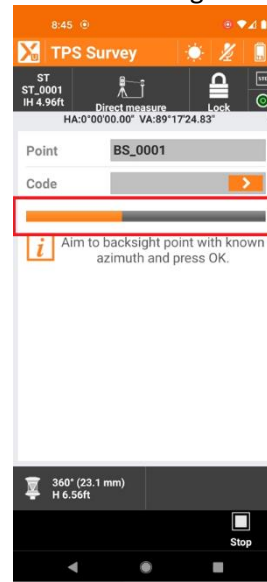 8:45
TPS Survey
ST
ST_0001
IH 4.96ft
Direct measure
Lock
HA:0°00'00.00" VA:89°17'24.83"
Point BS_0001
Code
i Aim to backsight point with known
azimuth and press OK.
360° (23.1 mm)
H 6.56ft
Stop